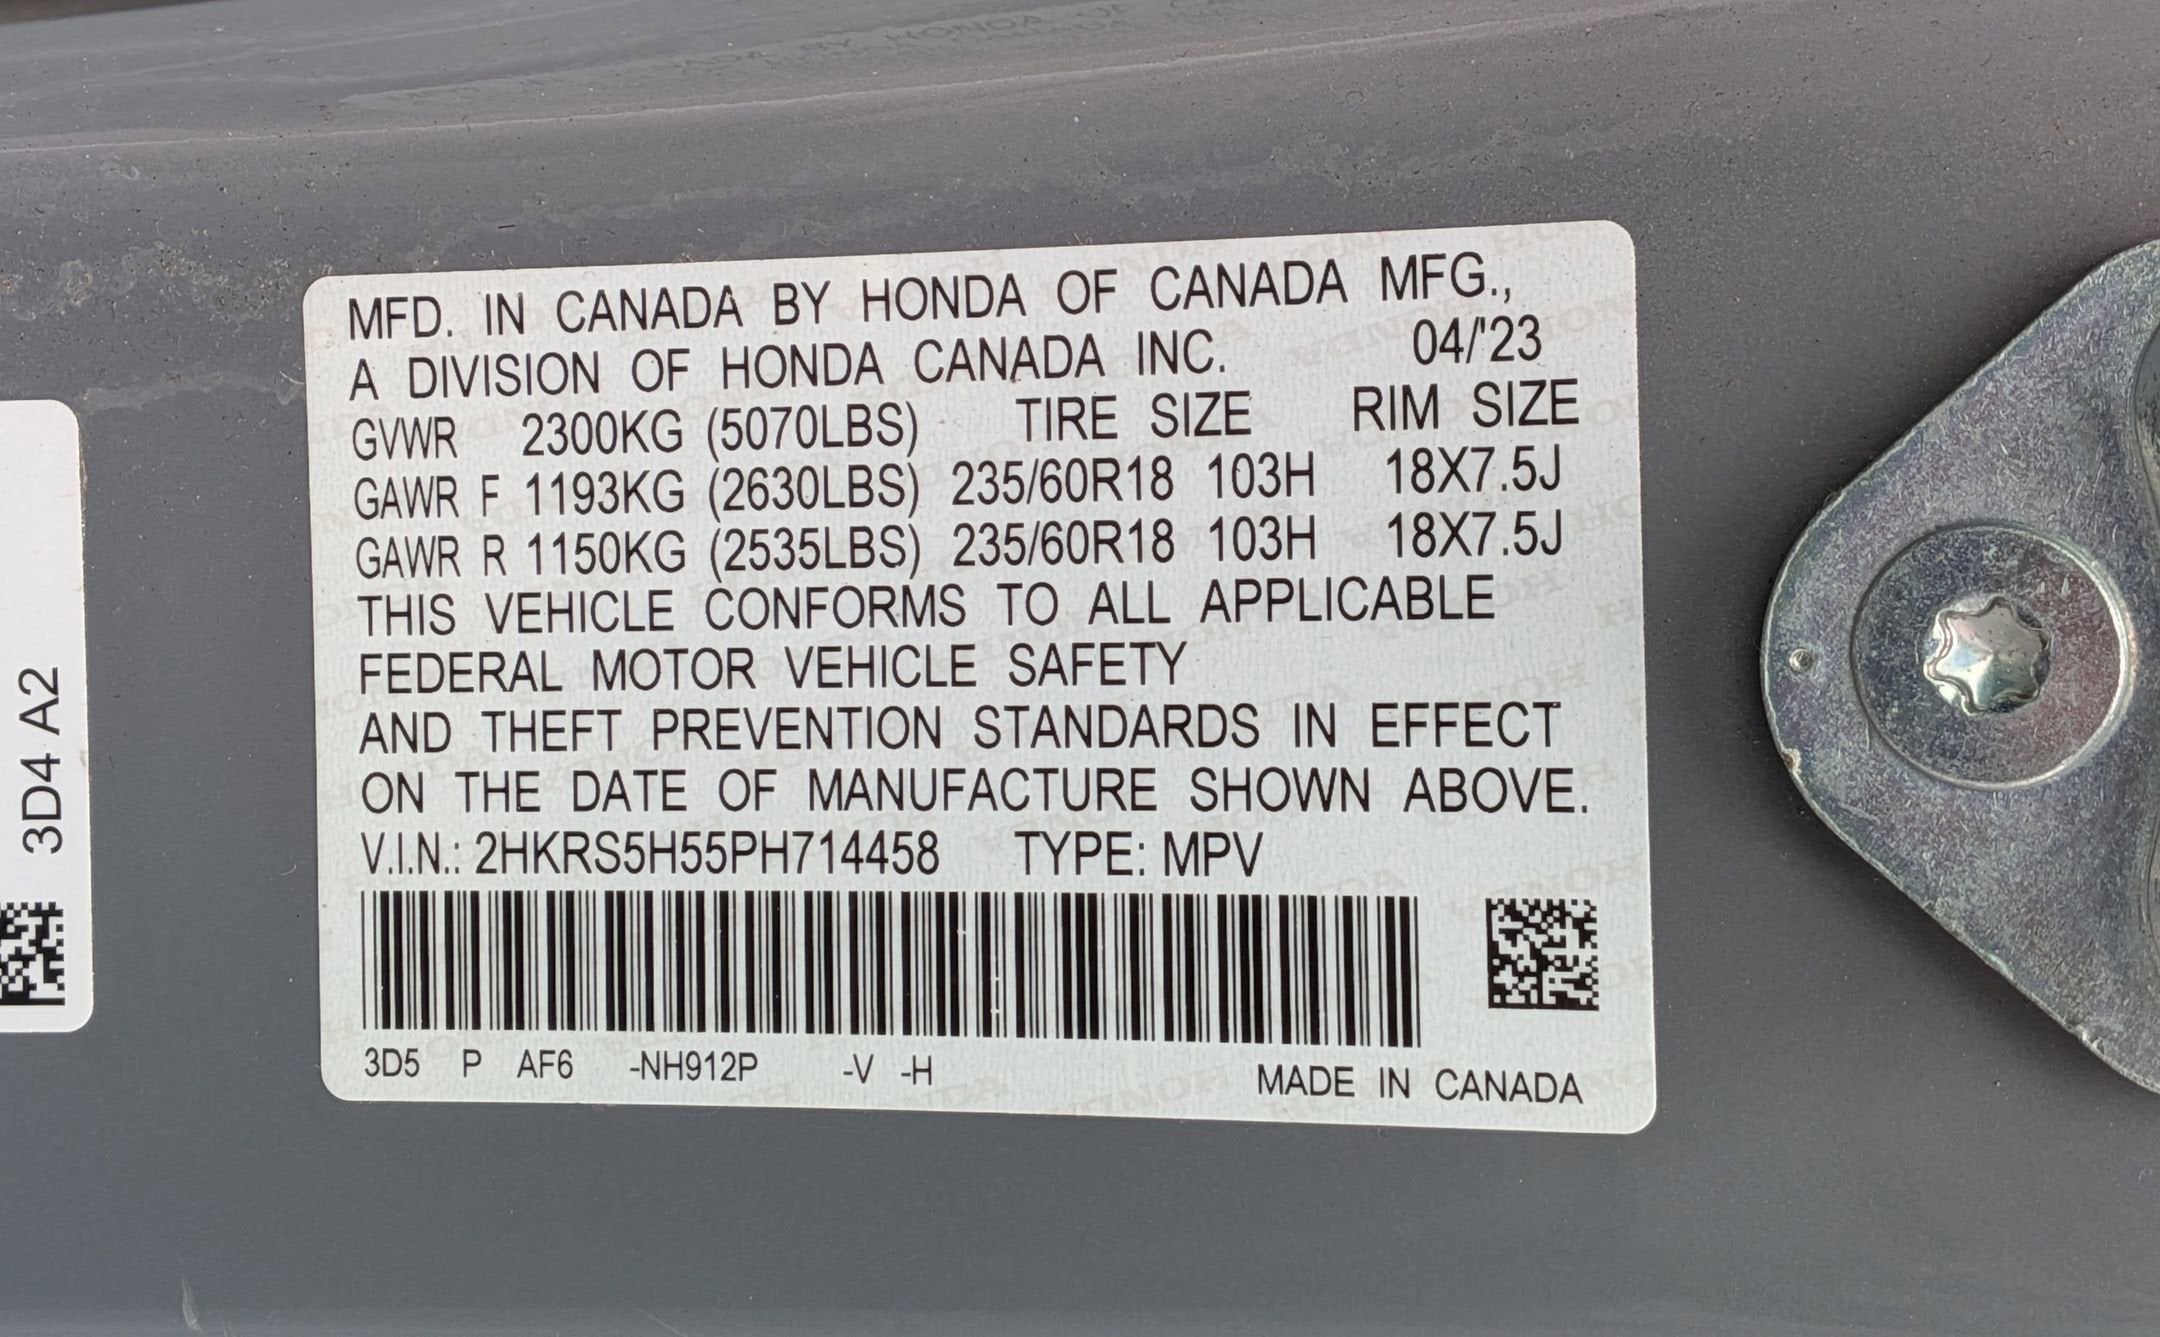 MFD. IN CANADA BY HONDA OF CANADA MFG.,
A DIVISION OF HONDA CANADA INC. 04/'23
GVWR 2300KG (5070LBS) TIRE SIZE RIM SIZE
GAWR F 1193KG (2630LBS) 235/60R18 103H 18X7.5J
GAWR R 1150KG (2535LBS) 235/60R18 103H 18X7.5J
THIS VEHICLE CONFORMS TO ALL APPLICABLE
FEDERAL MOTOR VEHICLE SAFETY
AND THEFT PREVENTION STANDARDS IN EFFECT
ON THE DATE OF MANUFACTURE SHOWN ABOVE.
V.I.N.: 2HKRS5H55PH714458 TYPE: MPV
3D5 P AF6 -NH912P -V -H MADE IN CANADA
3D4 A2